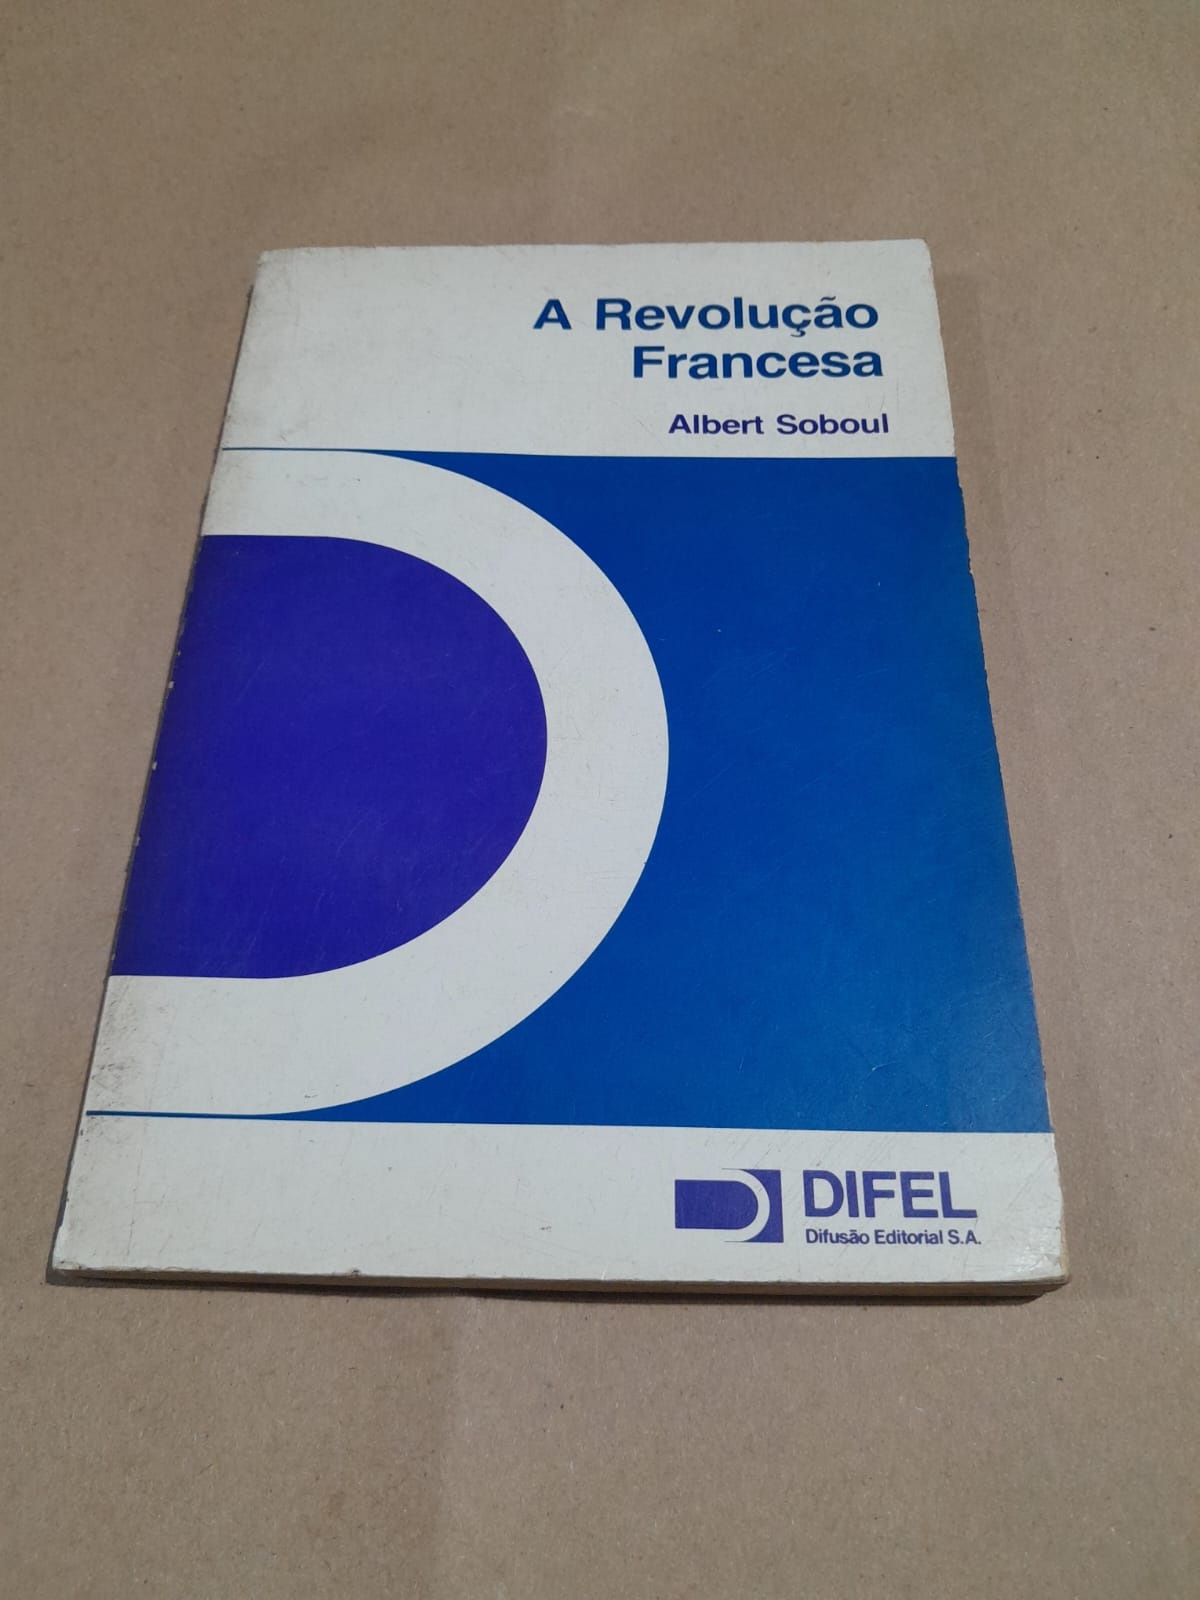 A Revolução
Francesa
Albert Soboul
DIFEL
Difusão Editorial S.A.